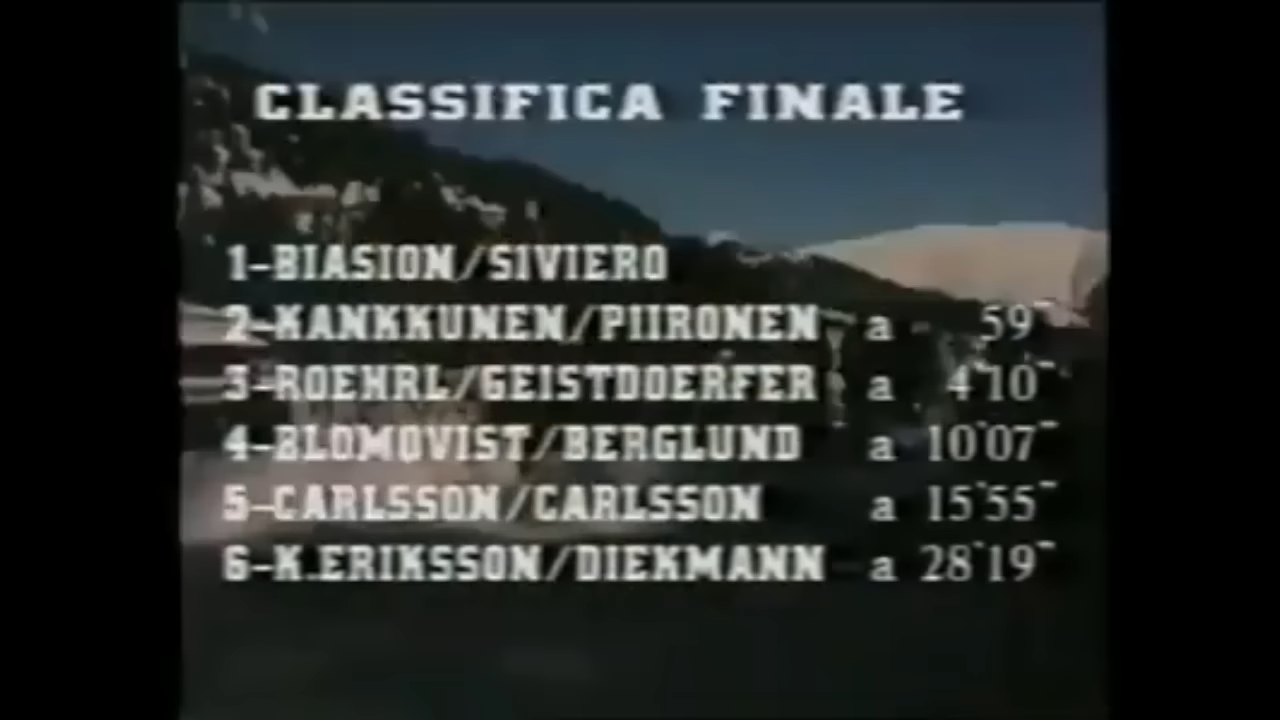 CLASSIFICA FINALE
1-BIASION/SIVIERO
2-KANKKUNEN/PIIRONEN a 59"
3-ROEHRL/GEISTDOERFER a 4'10"
4-BLOMQVIST/BERGLUND a 10'07"
5-CARLSSON/CARLSSON a 15'55"
6-K.ERIKSSON/DIEKMANN a 28'19"